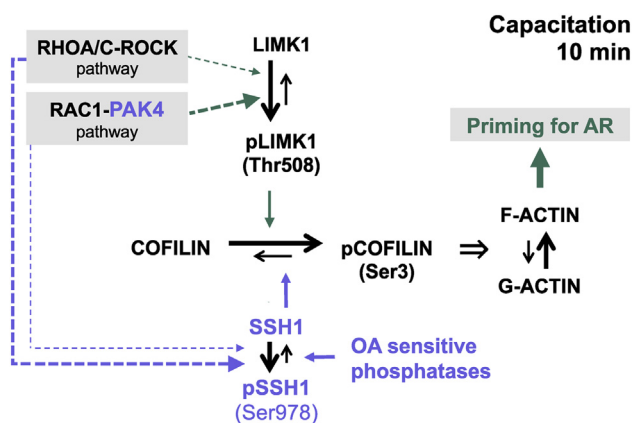 Capacitation
10 min
RHOA/C-ROCK
pathway
LIMK1
RAC1-PAK4
pathway
pLIMK1
(Thr508)
Priming for AR
F-ACTIN
G-ACTIN
COFILIN
pCOFILIN
(Ser3)
SSH1
pSSH1
(Ser978)
OA sensitive
phosphatases